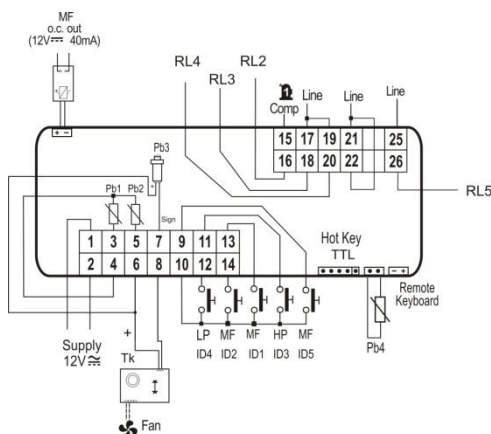 MF
o.c. out
(12V⎓ 40mA)
+ -
RL4
RL3
RL2
1
Comp
Line
Line
Line
15 17 19 21 25
16 18 20 22 26
RL5
Pb3
+
Pb1
Pb2
Sign
1 3 5 7 9 11 13
2 4 6 8 10 12 14
Hot Key
TTL
- +
Remote
Keyboard
Pb4
LP MF MF HP MF
ID4 ID2 ID1 ID3 ID5
+
Supply
12V
Tk
Fan